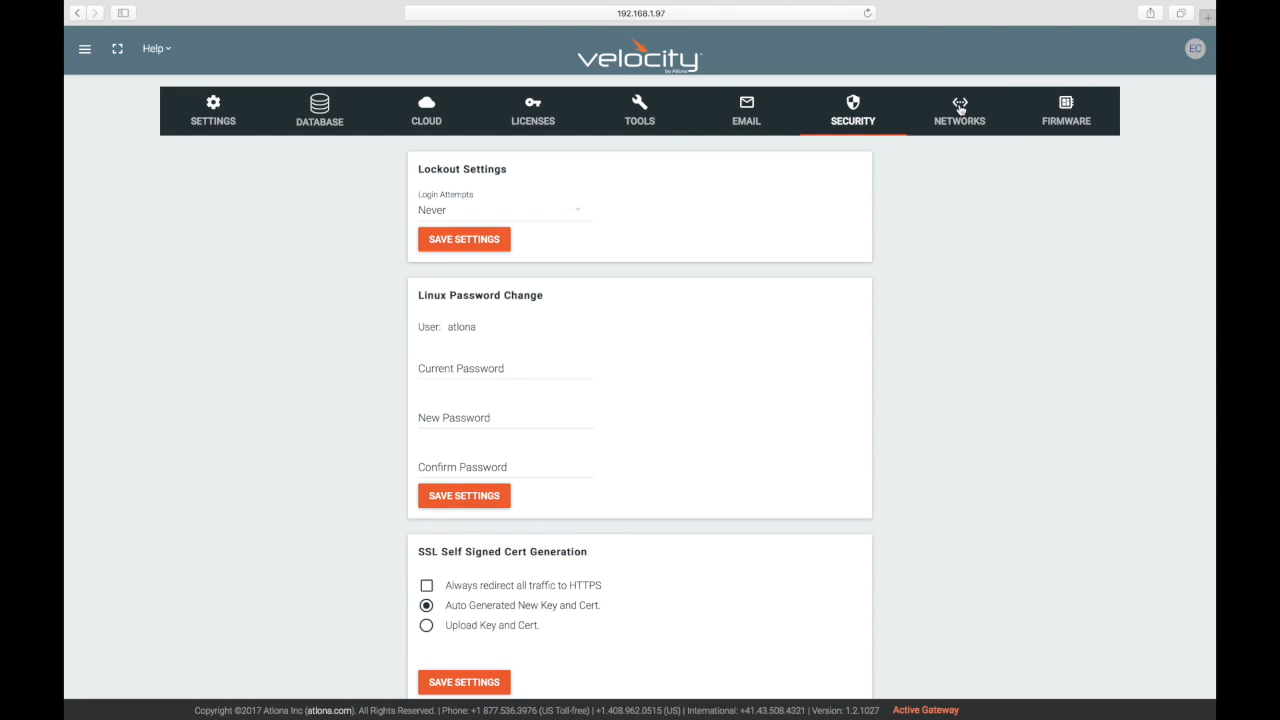 192.168.1.97
Help
velocity
by Atlona
EC
SETTINGS
DATABASE
CLOUD
LICENSES
TOOLS
EMAIL
SECURITY
NETWORKS
FIRMWARE
Lockout Settings
Login Attempts
Never
SAVE SETTINGS
Linux Password Change
User: atlona
Current Password
New Password
Confirm Password
SAVE SETTINGS
SSL Self Signed Cert Generation
Always redirect all traffic to HTTPS
Auto Generated New Key and Cert.
Upload Key and Cert.
SAVE SETTINGS
Copyright ©2017 Atlona Inc (atlona.com). All Rights Reserved. | Phone: +1 877.536.3976 (US Toll-free) | +1.408.962.0515 (US) | International: +41.43.508.4321 | Version: 1.2.1027 Active Gateway